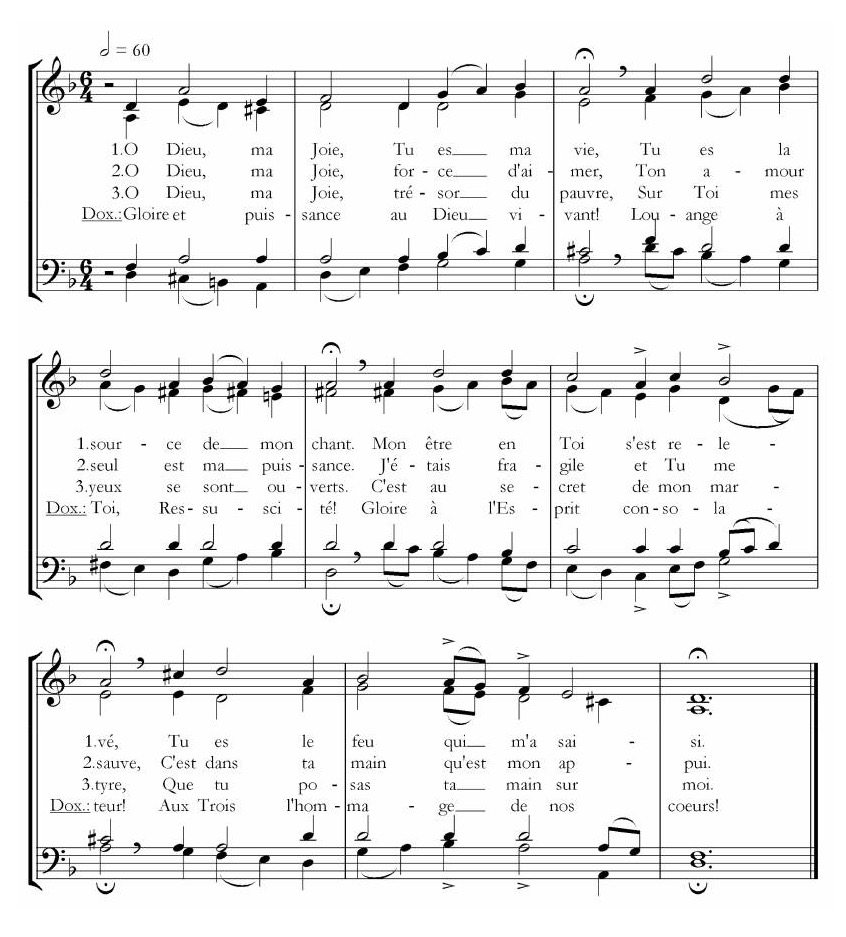 𝅗𝅥 = 60
1.O Dieu, ma Joie, Tu es ma vie, Tu es la
2.O Dieu, ma Joie, for - ce d'ai - mer, Ton a - mour
3.O Dieu, ma Joie, tré - sor du pauvre, Sur Toi mes
Dox.:Gloire et puis - sance au Dieu vi - vant! Lou - ange à
1.sour - ce de mon chant. Mon être en Toi s'est re - le -
2.seul est ma puis - sance. J'é - tais fra - gile et Tu me
3.yeux se sont ou - verts. C'est au se - cret de mon mar -
Dox.: Toi, Res - su - sci - té! Gloire à l'Es - prit con - so - la -
1.vé, Tu es le feu qui m'a sai - si.
2.sauve, C'est dans ta main qu'est mon ap - pui.
3.tyre, Que tu po - sas ta main sur moi.
Dox.: teur! Aux Trois l'hom - ma - ge de nos coeurs!